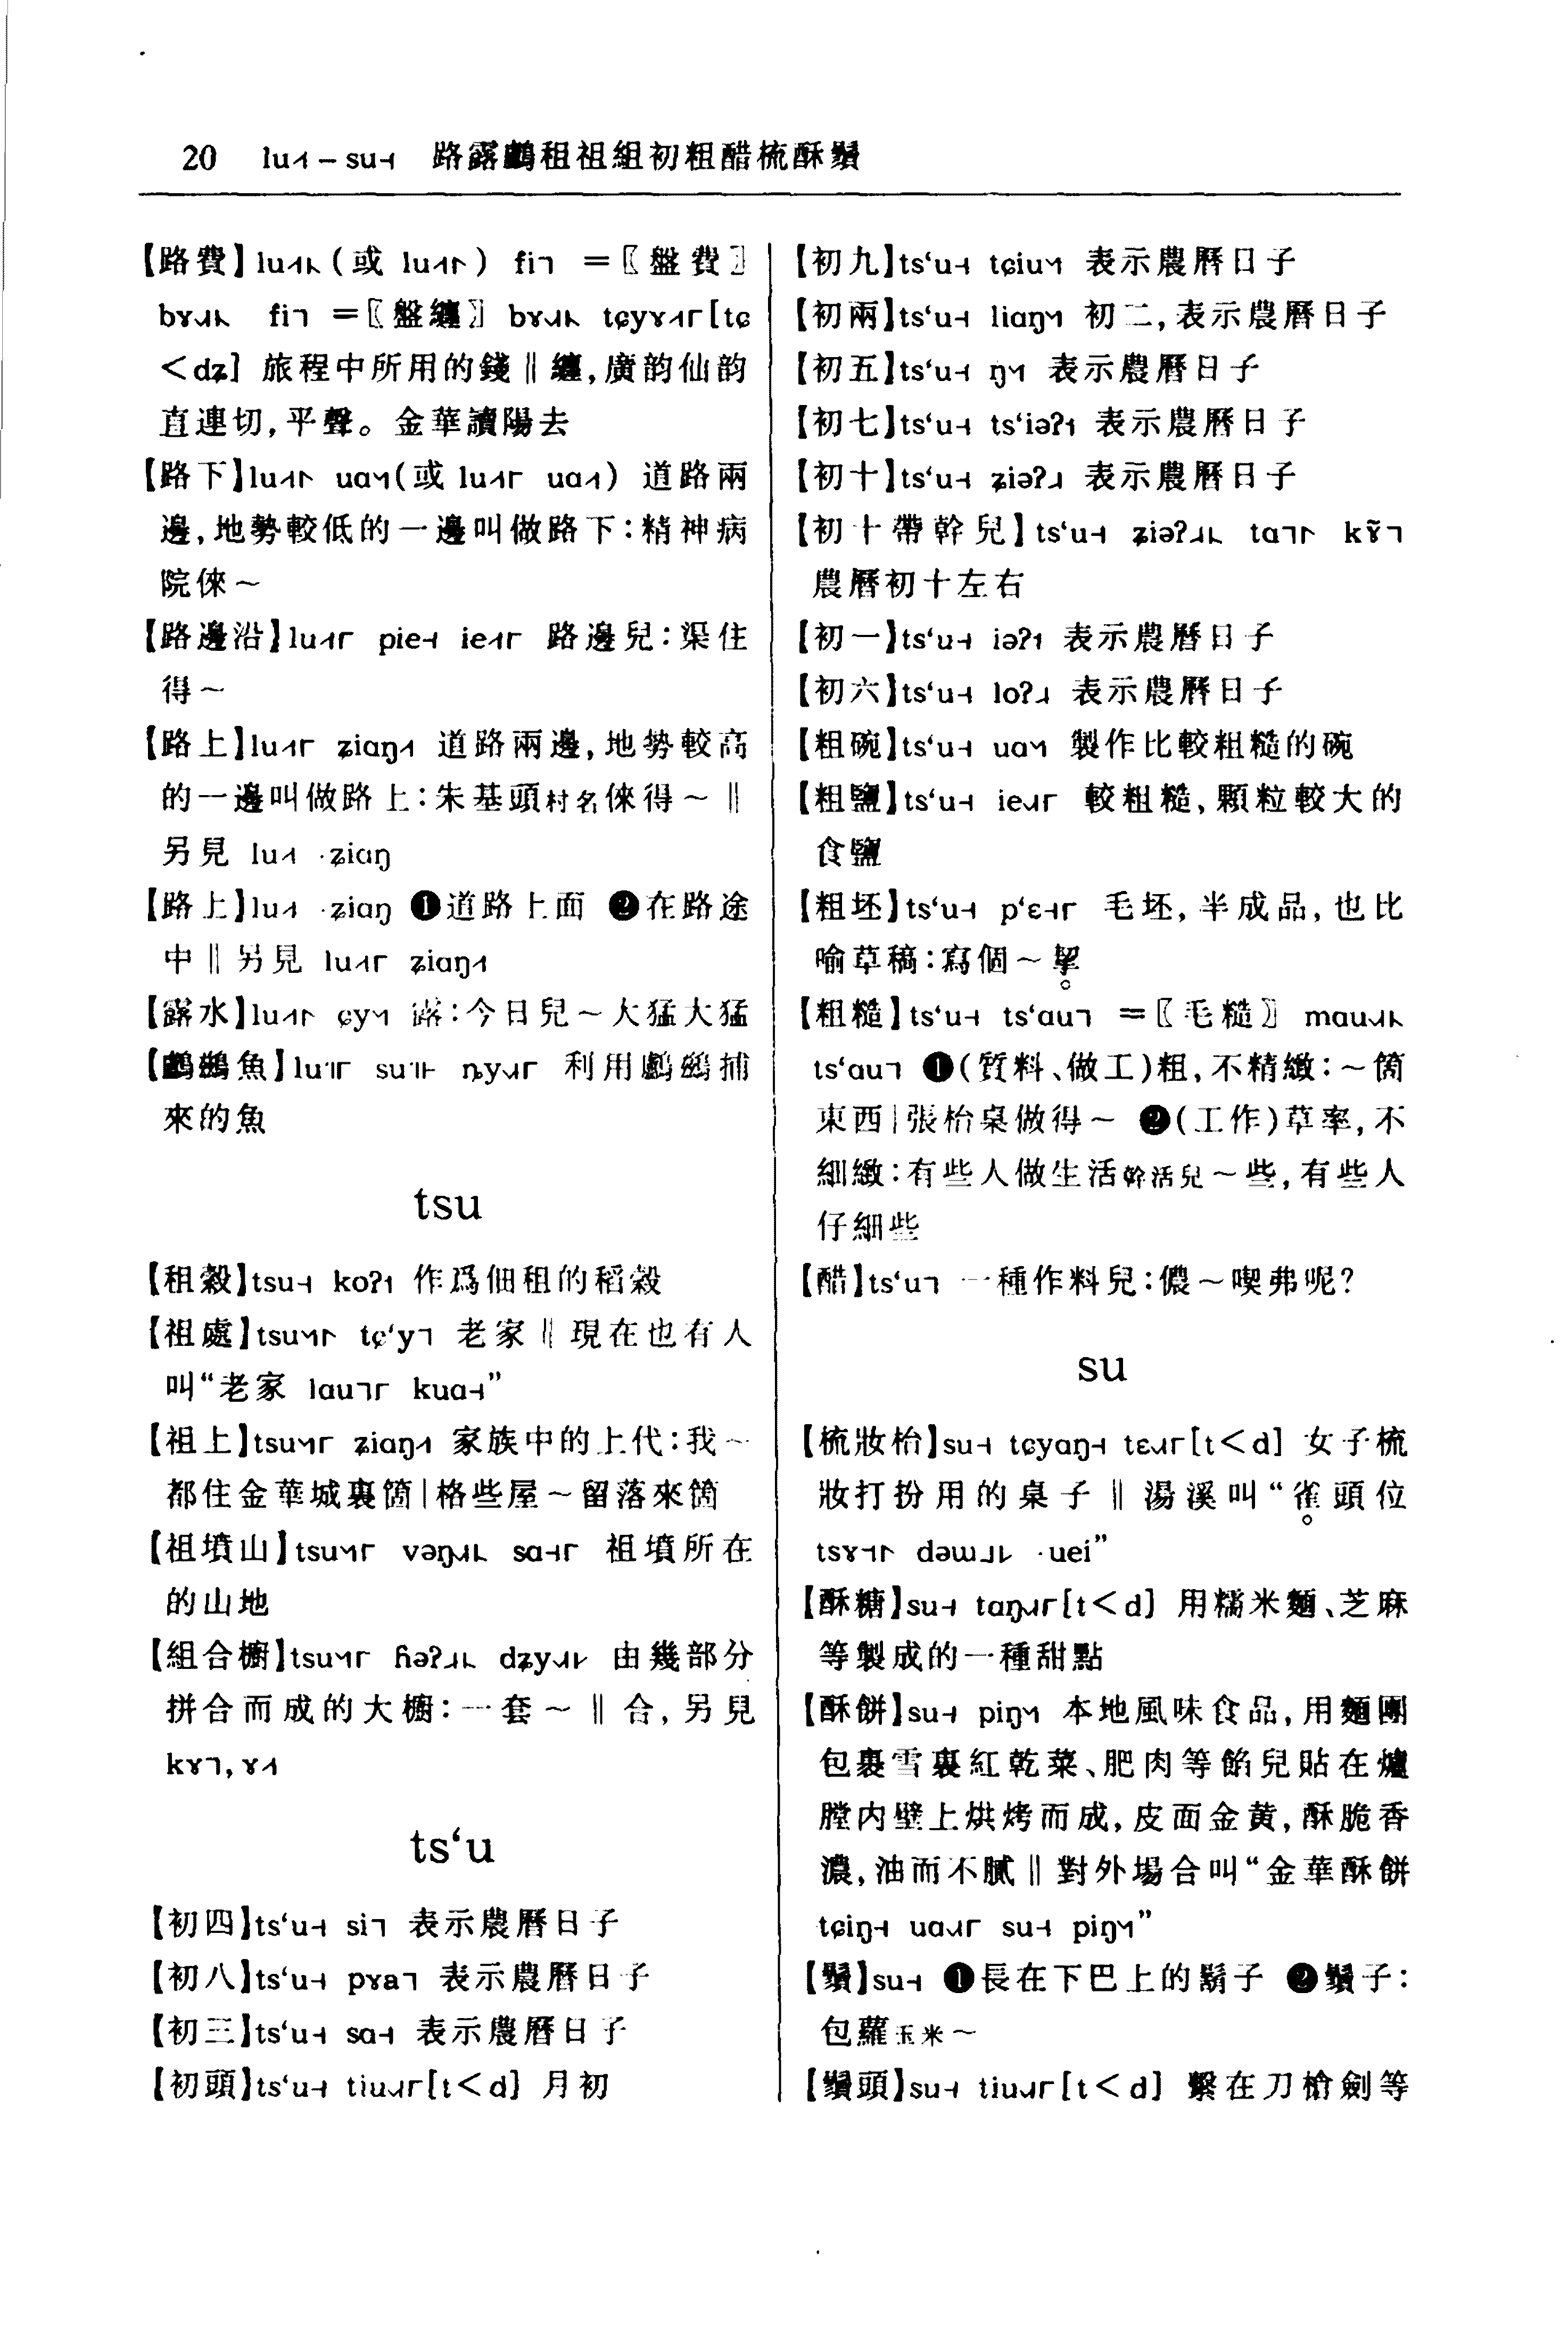 20 lu˧˩˦ – su˧ 路露鸕租祖組初粗醋梳酥鬚
【路費】lu (或 lu) fi˥ =〖盤費〗
bɤ fi˥ =〖盤纏〗bɤ tɕyɤ [tɕ
<dʑ] 旅程中所用的錢‖纏,廣韵仙韵
直連切,平聲。金華讀陽去
【路下】lu uɑ (或 lu uɑ) 道路兩
邊,地勢較低的一邊叫做路下:精神病
院倈~
【路邊沿】lu pie ie 路邊兒:渠住
得~
【路上】lu ʑiɑŋ 道路兩邊,地勢較高
的一邊叫做路上:朱基頭村名倈得~‖
另見 lu ·ʑiɑŋ
【路上】lu ·ʑiɑŋ ❶道路上面 ❷在路途
中‖另見 lu ʑiɑŋ
【露水】lu ɕy 露:今日兒~大猛大猛
【鸕鷀魚】lu su ȵy 利用鸕鷀捕
來的魚
tsu
【租穀】tsu koʔ 作爲佃租的稻穀
【祖處】tsu tɕ‘y˥ 老家‖現在也有人
叫“老家 lɑu kuɑ”
【祖上】tsu ʑiɑŋ 家族中的上代:我~
都住金華城裏箇|格些屋~留落來箇
【祖墳山】tsu vəŋ sɑ 祖墳所在
的山地
【組合櫥】tsu ɦəʔ dʑy 由幾部分
拼合而成的大櫥:一套~‖合,另見
kɤ˥,ɤ
ts‘u
【初四】ts‘u si˥ 表示農曆日子
【初八】ts‘u pɤa˥ 表示農曆日子
【初三】ts‘u sɑ 表示農曆日子
【初頭】ts‘u tiu [t<d] 月初
【初九】ts‘u tɕiu 表示農曆日子
【初兩】ts‘u liɑŋ 初二,表示農曆日子
【初五】ts‘u ŋ 表示農曆日子
【初七】ts‘u ts‘iəʔ 表示農曆日子
【初十】ts‘u ʑiəʔ 表示農曆日子
【初十帶幹兒】ts‘u ʑiəʔ tɑ kɤ̃˥
農曆初十左右
【初一】ts‘u iəʔ 表示農曆日子
【初六】ts‘u loʔ 表示農曆日子
【粗碗】ts‘u uɑ 製作比較粗糙的碗
【粗鹽】ts‘u ie 較粗糙,顆粒較大的
食鹽
【粗坯】ts‘u p‘ɛ 毛坯,半成品,也比
喻草稿:寫個~
【粗糙】ts‘u ts‘ɑu˥ =〖毛糙〗mɑu
ts‘ɑu˥ ❶(質料、做工)粗,不精緻:~箇
東西|張枱桌做得~ ❷(工作)草率,不
細緻:有些人做生活幹活兒~些,有些人
仔細些
【醋】ts‘u˥ 一種作料兒:儂~喫弗呢?
su
【梳妝枱】su tɕyɑŋ tɛ [t<d] 女子梳
妝打扮用的桌子‖湯溪叫“雀頭位
tsɤ dəɯ ·uei”
【酥糖】su tɑŋ [t<d] 用糯米麵、芝麻
等製成的一種甜點
【酥餅】su piŋ 本地風味食品,用麵團
包裹雪裏紅乾菜、肥肉等餡兒貼在爐
膛内壁上烘烤而成,皮面金黄,酥脆香
濃,油而不膩‖對外場合叫“金華酥餅
tɕiŋ uɑ su piŋ”
【鬚】su ❶長在下巴上的鬍子 ❷鬚子:
包蘿玉米~
【鬚頭】su tiu [t<d] 繫在刀槍劍等